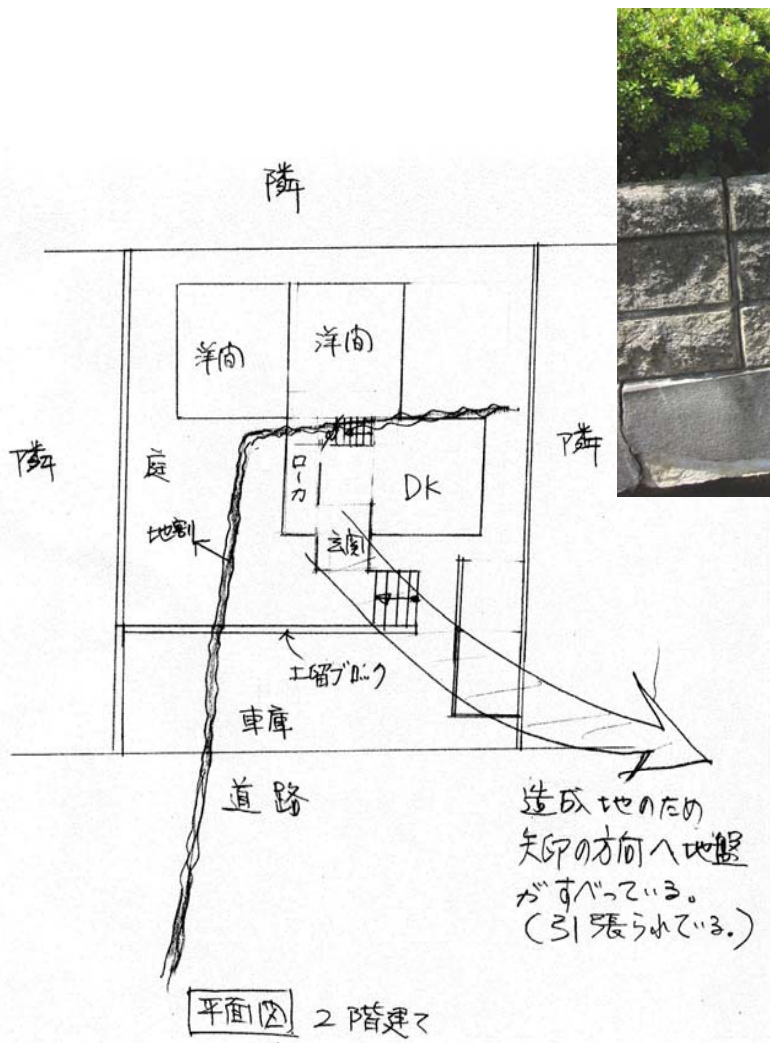 隣
洋間
洋間
隣
庭
ローカ
DK
隣
地割
玄関
土留ブロック
車庫
道路
造成地のため
矢印の方向へ地盤
がすべっている。
(引張られている。)
平面図 2階建て